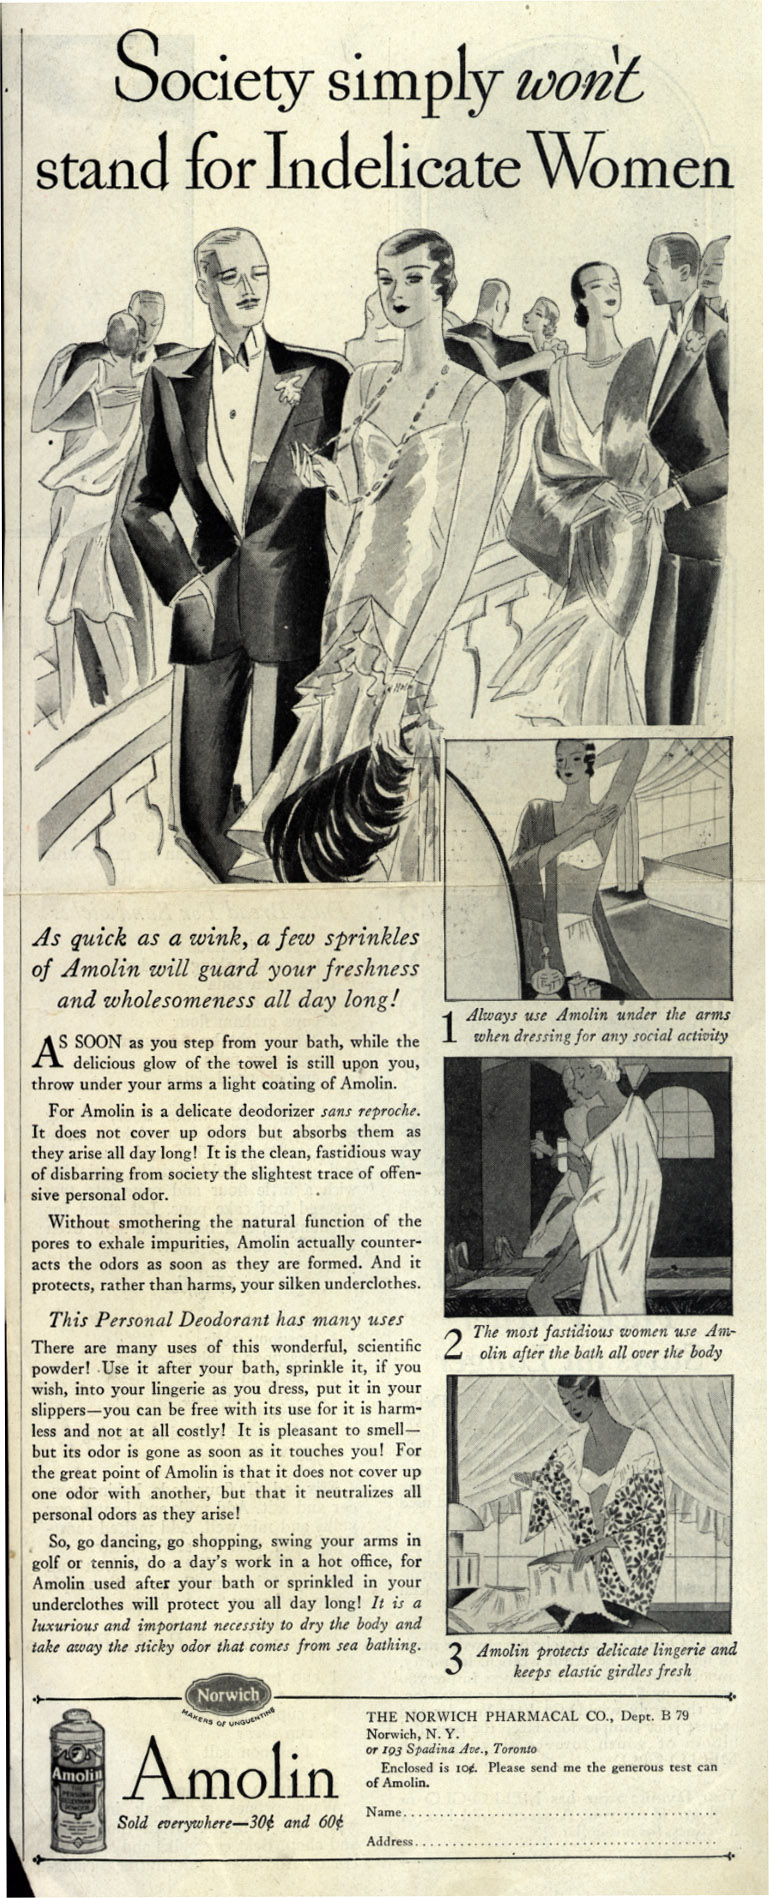 Society simply won't
stand for Indelicate Women
As quick as a wink, a few sprinkles
of Amolin will guard your freshness
and wholesomeness all day long!
AS SOON as you step from your bath, while the
delicious glow of the towel is still upon you,
throw under your arms a light coating of Amolin.
For Amolin is a delicate deodorizer sans reproche.
It does not cover up odors but absorbs them as
they arise all day long! It is the clean, fastidious way
of disbarring from society the slightest trace of offen-
sive personal odor.
Without smothering the natural function of the
pores to exhale impurities, Amolin actually counter-
acts the odors as soon as they are formed. And it
protects, rather than harms, your silken underclothes.
This Personal Deodorant has many uses
There are many uses of this wonderful, scientific
powder! Use it after your bath, sprinkle it, if you
wish, into your lingerie as you dress, put it in your
slippers—you can be free with its use for it is harm-
less and not at all costly! It is pleasant to smell—
but its odor is gone as soon as it touches you! For
the great point of Amolin is that it does not cover up
one odor with another, but that it neutralizes all
personal odors as they arise!
So, go dancing, go shopping, swing your arms in
golf or tennis, do a day's work in a hot office, for
Amolin used after your bath or sprinkled in your
underclothes will protect you all day long! It is a
luxurious and important necessity to dry the body and
take away the sticky odor that comes from sea bathing.
1 Always use Amolin under the arms
when dressing for any social activity
2 The most fastidious women use Am-
olin after the bath all over the body
3 Amolin protects delicate lingerie and
keeps elastic girdles fresh
Norwich
MAKERS OF UNGUENTINE
Amolin
THE
PERSONAL
DEODORANT
POWDER
Amolin
Sold everywhere—30¢ and 60¢
THE NORWICH PHARMACAL CO., Dept. B 79
Norwich, N. Y.
or 193 Spadina Ave., Toronto
Enclosed is 10¢. Please send me the generous test can
of Amolin.
Name
Address